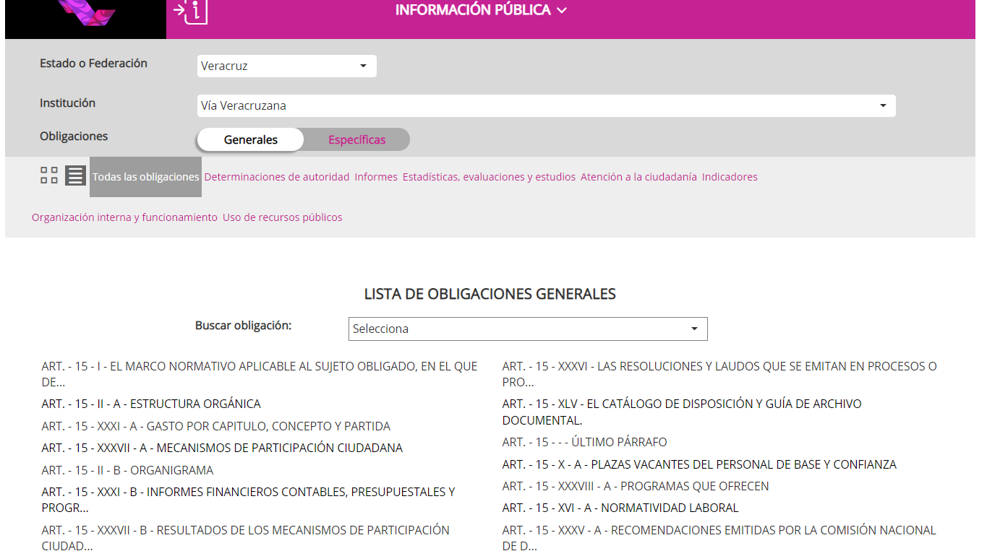 INFORMACIÓN PÚBLICA
Estado o Federación
Veracruz
Institución
Vía Veracruzana
Obligaciones
Generales
Específicas
Todas las obligaciones Determinaciones de autoridad Informes Estadísticas, evaluaciones y estudios Atención a la ciudadanía Indicadores
Organización interna y funcionamiento Uso de recursos públicos
LISTA DE OBLIGACIONES GENERALES
Buscar obligación:
Selecciona
ART. - 15 - I - EL MARCO NORMATIVO APLICABLE AL SUJETO OBLIGADO, EN EL QUE
DE...
ART. - 15 - II - A - ESTRUCTURA ORGÁNICA
ART. - 15 - XXXI - A - GASTO POR CAPITULO, CONCEPTO Y PARTIDA
ART. - 15 - XXXVII - A - MECANISMOS DE PARTICIPACIÓN CIUDADANA
ART. - 15 - II - B - ORGANIGRAMA
ART. - 15 - XXXI - B - INFORMES FINANCIEROS CONTABLES, PRESUPUESTALES Y
PROGR...
ART. - 15 - XXXVII - B - RESULTADOS DE LOS MECANISMOS DE PARTICIPACIÓN
CIUDAD...
ART. - 15 - XXXVI - LAS RESOLUCIONES Y LAUDOS QUE SE EMITAN EN PROCESOS O
PRO...
ART. - 15 - XLV - EL CATÁLOGO DE DISPOSICIÓN Y GUÍA DE ARCHIVO
DOCUMENTAL.
ART. - 15 - - - ÚLTIMO PÁRRAFO
ART. - 15 - X - A - PLAZAS VACANTES DEL PERSONAL DE BASE Y CONFIANZA
ART. - 15 - XXXVIII - A - PROGRAMAS QUE OFRECEN
ART. - 15 - XVI - A - NORMATIVIDAD LABORAL
ART. - 15 - XXXV - A - RECOMENDACIONES EMITIDAS POR LA COMISIÓN NACIONAL
DE D...